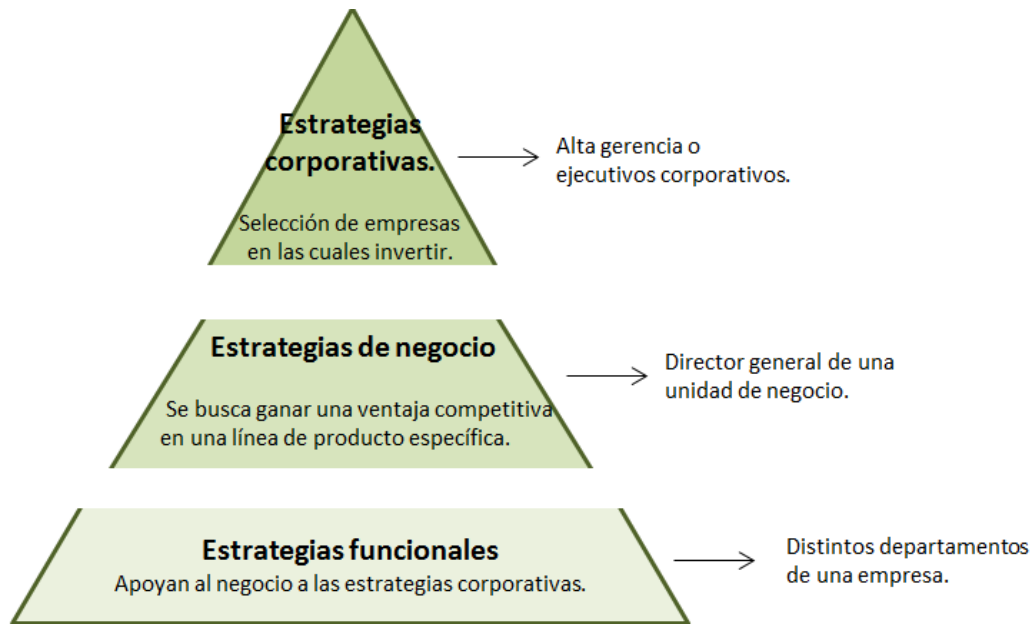 Estrategias
corporativas.
Alta gerencia o
ejecutivos corporativos.
Selección de empresas
en las cuales invertir.
Estrategias de negocio
Director general de una
unidad de negocio.
Se busca ganar una ventaja competitiva
en una línea de producto específica.
Estrategias funcionales
Apoyan al negocio a las estrategias corporativas.
Distintos departamentos
de una empresa.